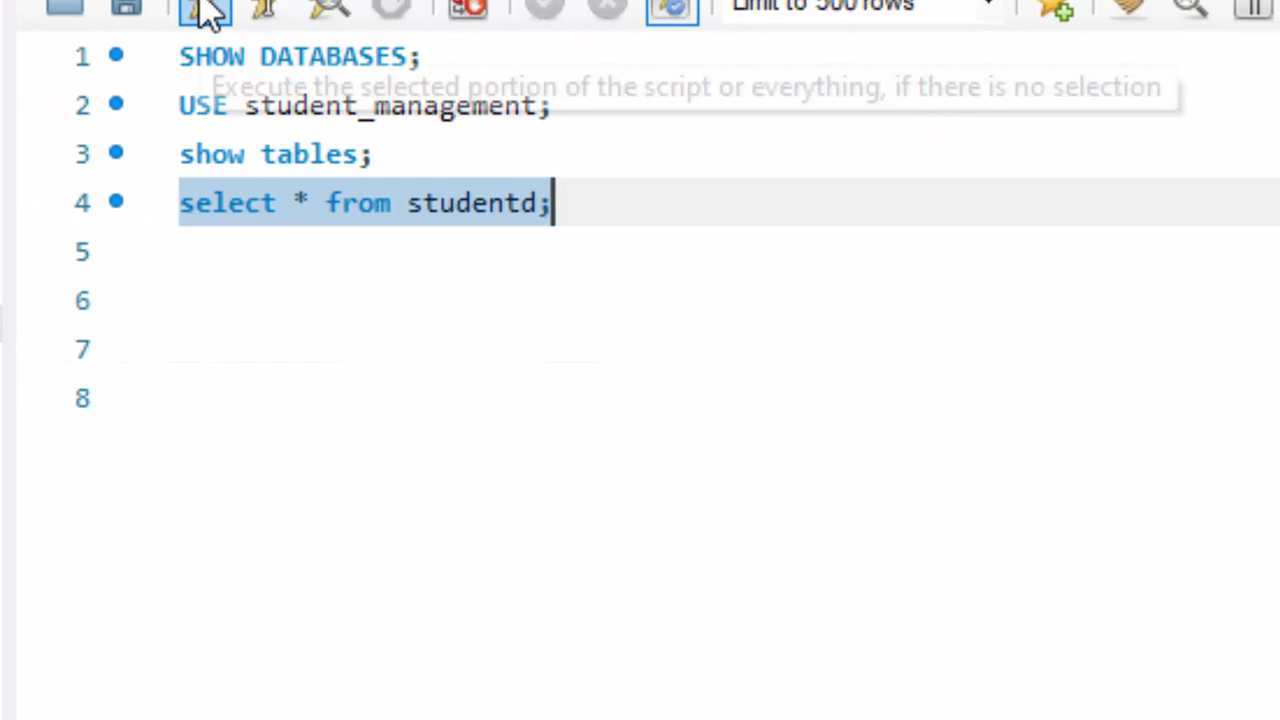 Limit to 500 rows
1 SHOW DATABASES;
Execute the selected portion of the script or everything, if there is no selection
2 USE student_management;
3 show tables;
4 select * from studentd;
5
6
7
8